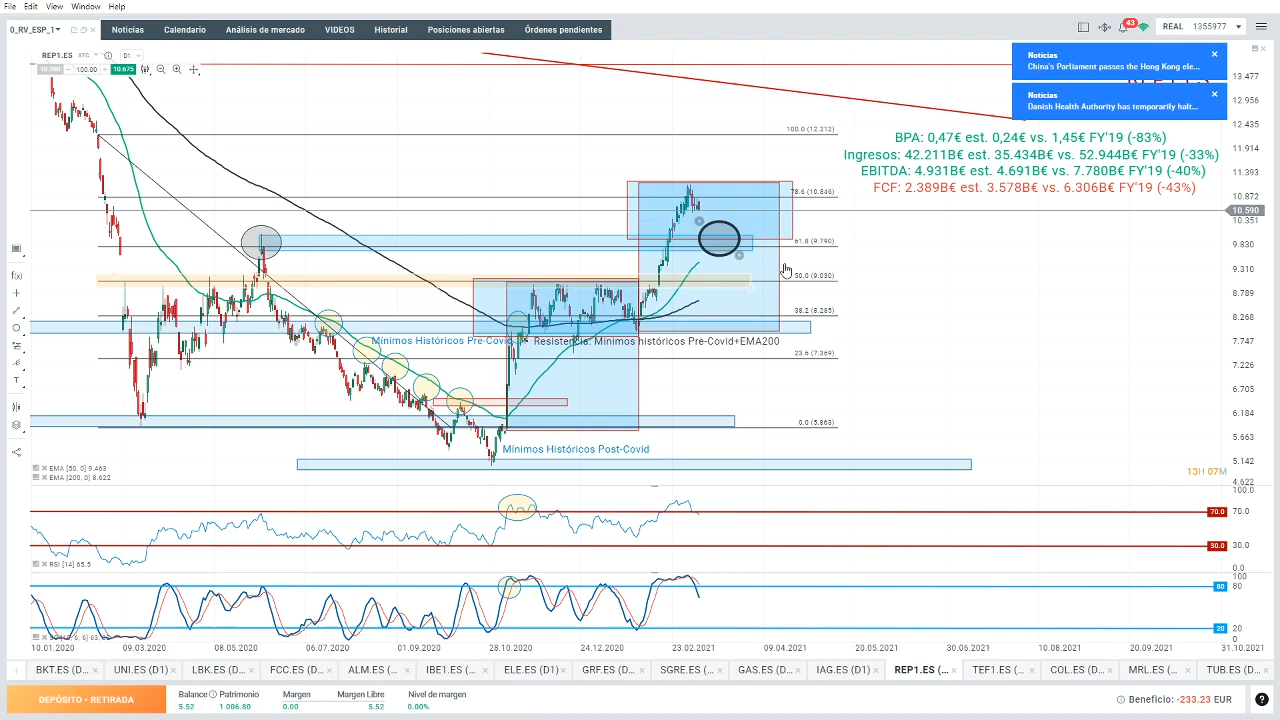 File Edit View Window Help
0_RV_ESP_1
Noticias Calendario Análisis de mercado VIDEOS Historial Posiciones abiertas Órdenes pendientes
43 REAL 1355977
REP1.ES STC D1
10.590 100.00 10.675
Noticias
China's Parliament passes the Hong Kong ele...
Noticias
Danish Health Authority has temporarily halt...
BPA: 0,47€ est. 0,24€ vs. 1,45€ FY'19 (-83%)
Ingresos: 42.211B€ est. 35.434B€ vs. 52.944B€ FY'19 (-33%)
EBITDA: 4.931B€ est. 4.691B€ vs. 7.780B€ FY'19 (-40%)
FCF: 2.389B€ est. 3.578B€ vs. 6.306B€ FY'19 (-43%)
100.0 (12.212)
78.6 (10.846)
61.8 (9.790)
50.0 (9.030)
38.2 (8.285)
23.6 (7.369)
0.0 (5.863)
13.477
12.956
12.435
11.914
11.393
10.872
10.590
10.351
9.830
9.310
8.789
8.268
7.747
7.226
6.705
6.184
5.663
5.142
4.622
Mínimos Históricos Pre-Covid
Resistencia: Mínimos históricos Pre-Covid+EMA200
Mínimos Históricos Post-Covid
13H 07M
EMA [50, 0] 9.463
EMA [200, 0] 8.622
100.0
70.0 70.0
30.0 30.0
0.0
RSI [14] 65.5
100
80 80
20 20
0
10.01.2020 09.03.2020 08.05.2020 06.07.2020 01.09.2020 28.10.2020 24.12.2020 23.02.2021 09.04.2021 20.05.2021 30.06.2021 10.08.2021 20.09.2021 31.10.2021
BKT.ES (D... UNI.ES (D1) LBK.ES (D... FCC.ES (D... ALM.ES (... IBE1.ES (... ELE.ES (D1) GRF.ES (D... SGRE.ES (... GAS.ES (D... IAG.ES (D1) REP1.ES (... TEF1.ES (... COL.ES (D... MRL.ES (... TUB.ES (D...
DEPÓSITO - RETIRADA
Balance Patrimonio Margen Margen Libre Nivel de margen
5.52 1 006.80 0.00 5.52 0.00%
Beneficio: -233.23 EUR